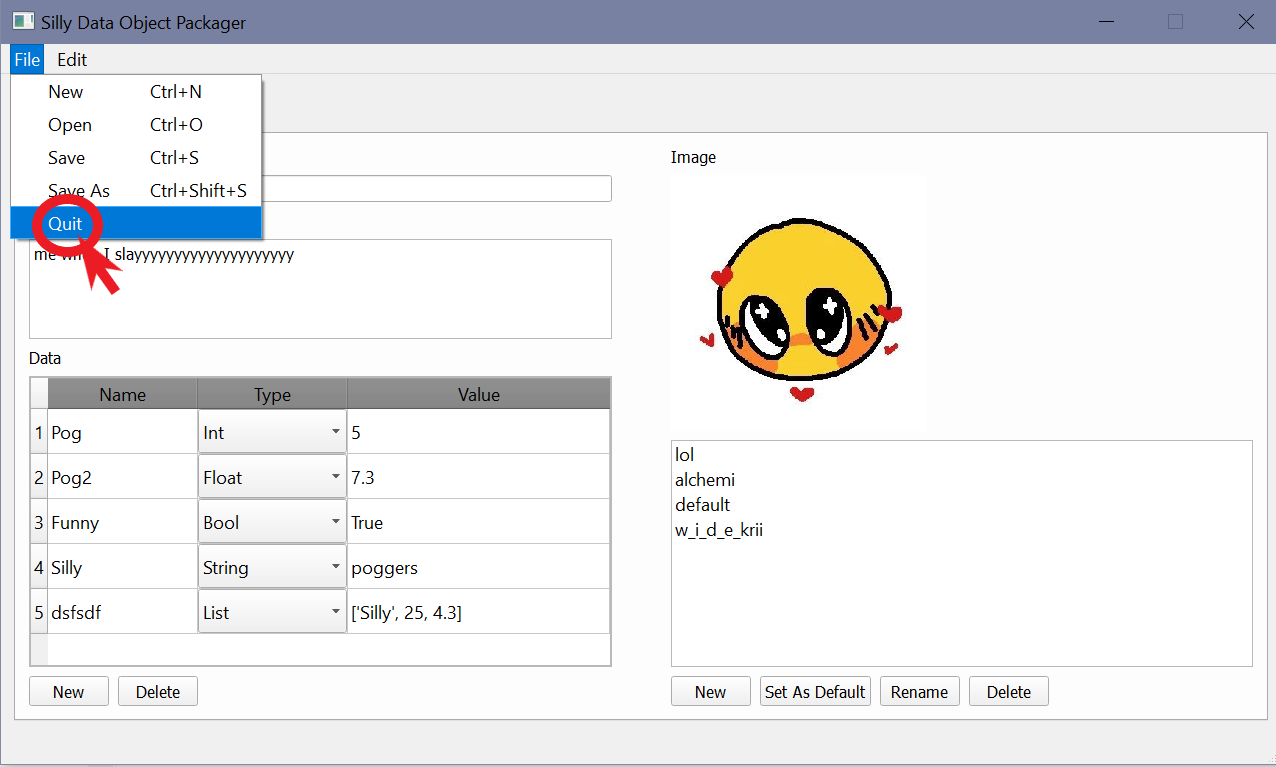 Silly Data Object Packager
File Edit
New Ctrl+N
Open Ctrl+O
Save Ctrl+S
Save As Ctrl+Shift+S
Quit
me I slayyyyyyyyyyyyyyyyyyyy
Data
Name Type Value
1 Pog Int 5
2 Pog2 Float 7.3
3 Funny Bool True
4 Silly String poggers
5 dsfsdf List ['Silly', 25, 4.3]
New Delete
Image
lol
alchemi
default
w_i_d_e_krii
New Set As Default Rename Delete